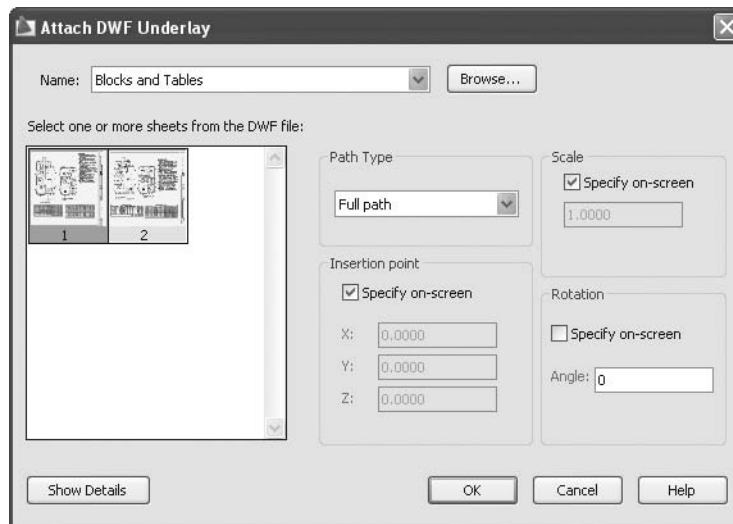 Attach DWF Underlay
Name: Blocks and Tables Browse...
Select one or more sheets from the DWF file:
1 2
Path Type
Full path
Scale
Specify on-screen
1.0000
Insertion point
Specify on-screen
X: 0.0000
Y: 0.0000
Z: 0.0000
Rotation
Specify on-screen
Angle: 0
Show Details OK Cancel Help